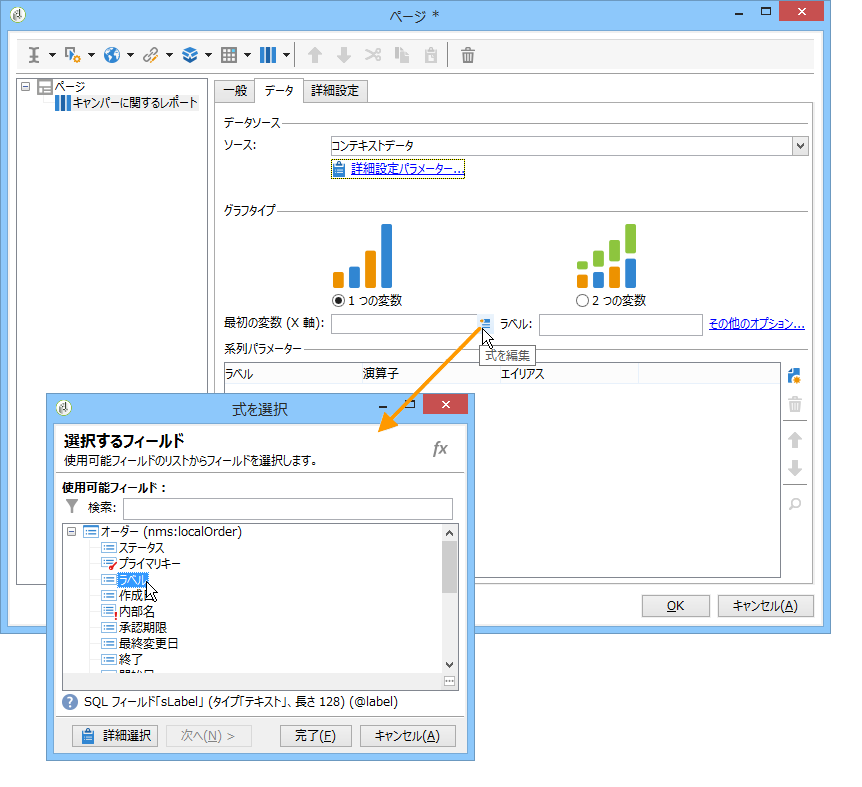 ページ *
ページ
キャンパーに関するレポート
一般 データ 詳細設定
データソース
ソース: コンテキストデータ
詳細設定パラメーター...
グラフタイプ
1 つの変数 2 つの変数
最初の変数 (X 軸): ラベル: その他のオプション...
式を編集
系列パラメーター
ラベル 演算子 エイリアス
OK キャンセル(A)
式を選択
選択するフィールド
使用可能フィールドのリストからフィールドを選択します。
fx
使用可能フィールド :
検索:
オーダー (nms:localOrder)
ステータス
プライマリキー
ラベル
作成
内部名
承認期限
最終変更日
終了
SQL フィールド「sLabel」 (タイプ「テキスト」、長さ 128) (@label)
詳細選択 次へ(N) > 完了(F) キャンセル(A)